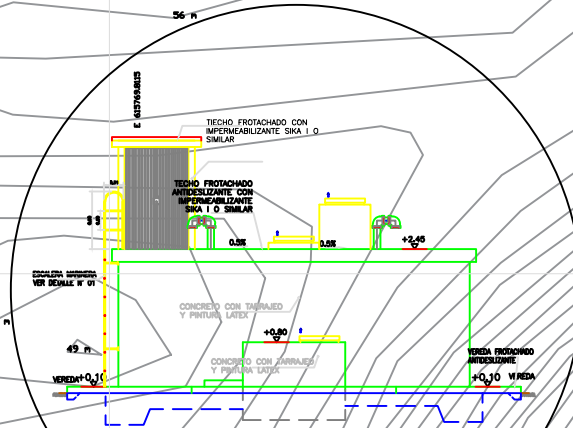 56 m
E 615769.8115
TIECHO FROTACHADO CON
IMPERMEABILIZANTE SIKA I O
SIMILAR
TECHO FROTACHADO
ANTIDESLIZANTE CON
IMPERMEABILIZANTE
SIKA I O SIMILAR
0.5%
0.5%
+2.45
ESCALERA MARINERA
VER DETALLE N° 01
CONCRETO CON TARRAJEO
Y PINTURA LATEX
+0.80
49 m
CONCRETO CON TARRAJEO
Y PINTURA LATEX
VEREDA FROTACHADO
ANTIDESLIZANTE
VEREDA +0.10
+0.10 VEREDA